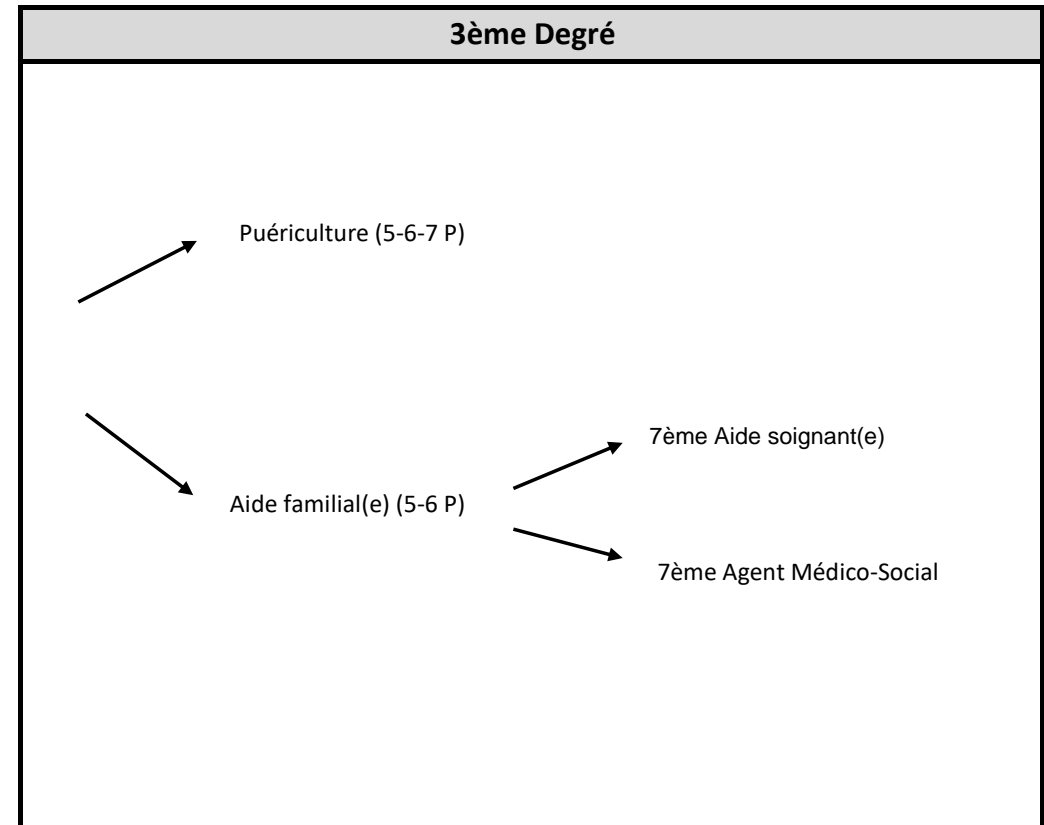 3ème Degré
Puériculture (5-6-7 P)
7ème Aide soignant(e)
Aide familial(e) (5-6 P)
7ème Agent Médico-Social